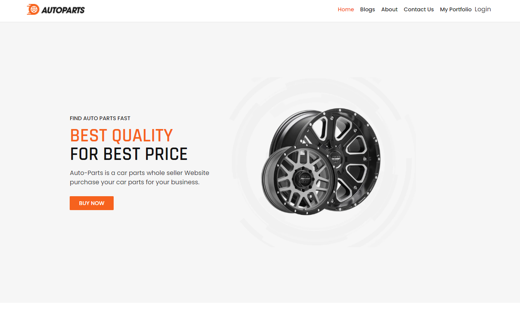 AUTOPARTS
Home Blogs About Contact Us My Portfolio Login
FIND AUTO PARTS FAST
BEST QUALITY
FOR BEST PRICE
Auto-Parts is a car parts whole seller Website
purchase your car parts for your business.
BUY NOW